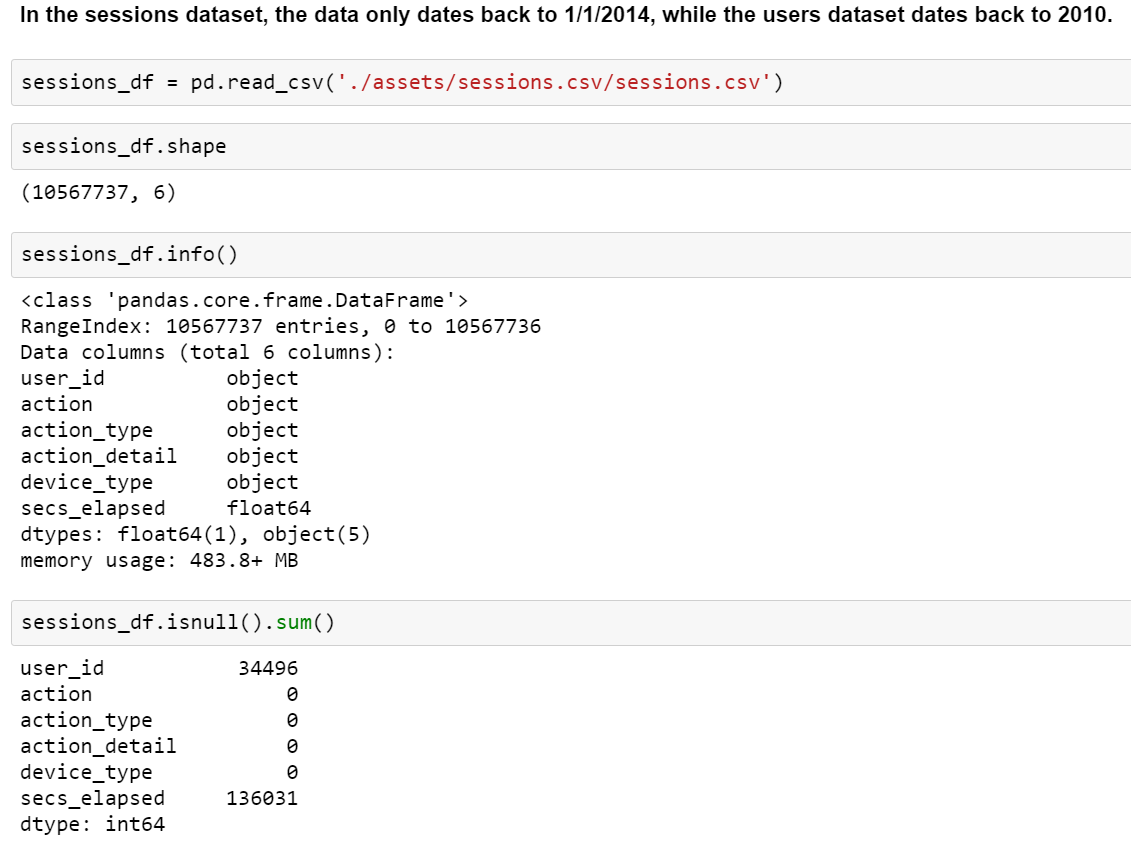 In the sessions dataset, the data only dates back to 1/1/2014, while the users dataset dates back to 2010.
sessions_df = pd.read_csv('./assets/sessions.csv/sessions.csv')
sessions_df.shape
(10567737, 6)
sessions_df.info()
<class 'pandas.core.frame.DataFrame'>
RangeIndex: 10567737 entries, 0 to 10567736
Data columns (total 6 columns):
user_id          object
action           object
action_type      object
action_detail    object
device_type      object
secs_elapsed     float64
dtypes: float64(1), object(5)
memory usage: 483.8+ MB
sessions_df.isnull().sum()
user_id           34496
action                0
action_type           0
action_detail         0
device_type           0
secs_elapsed     136031
dtype: int64